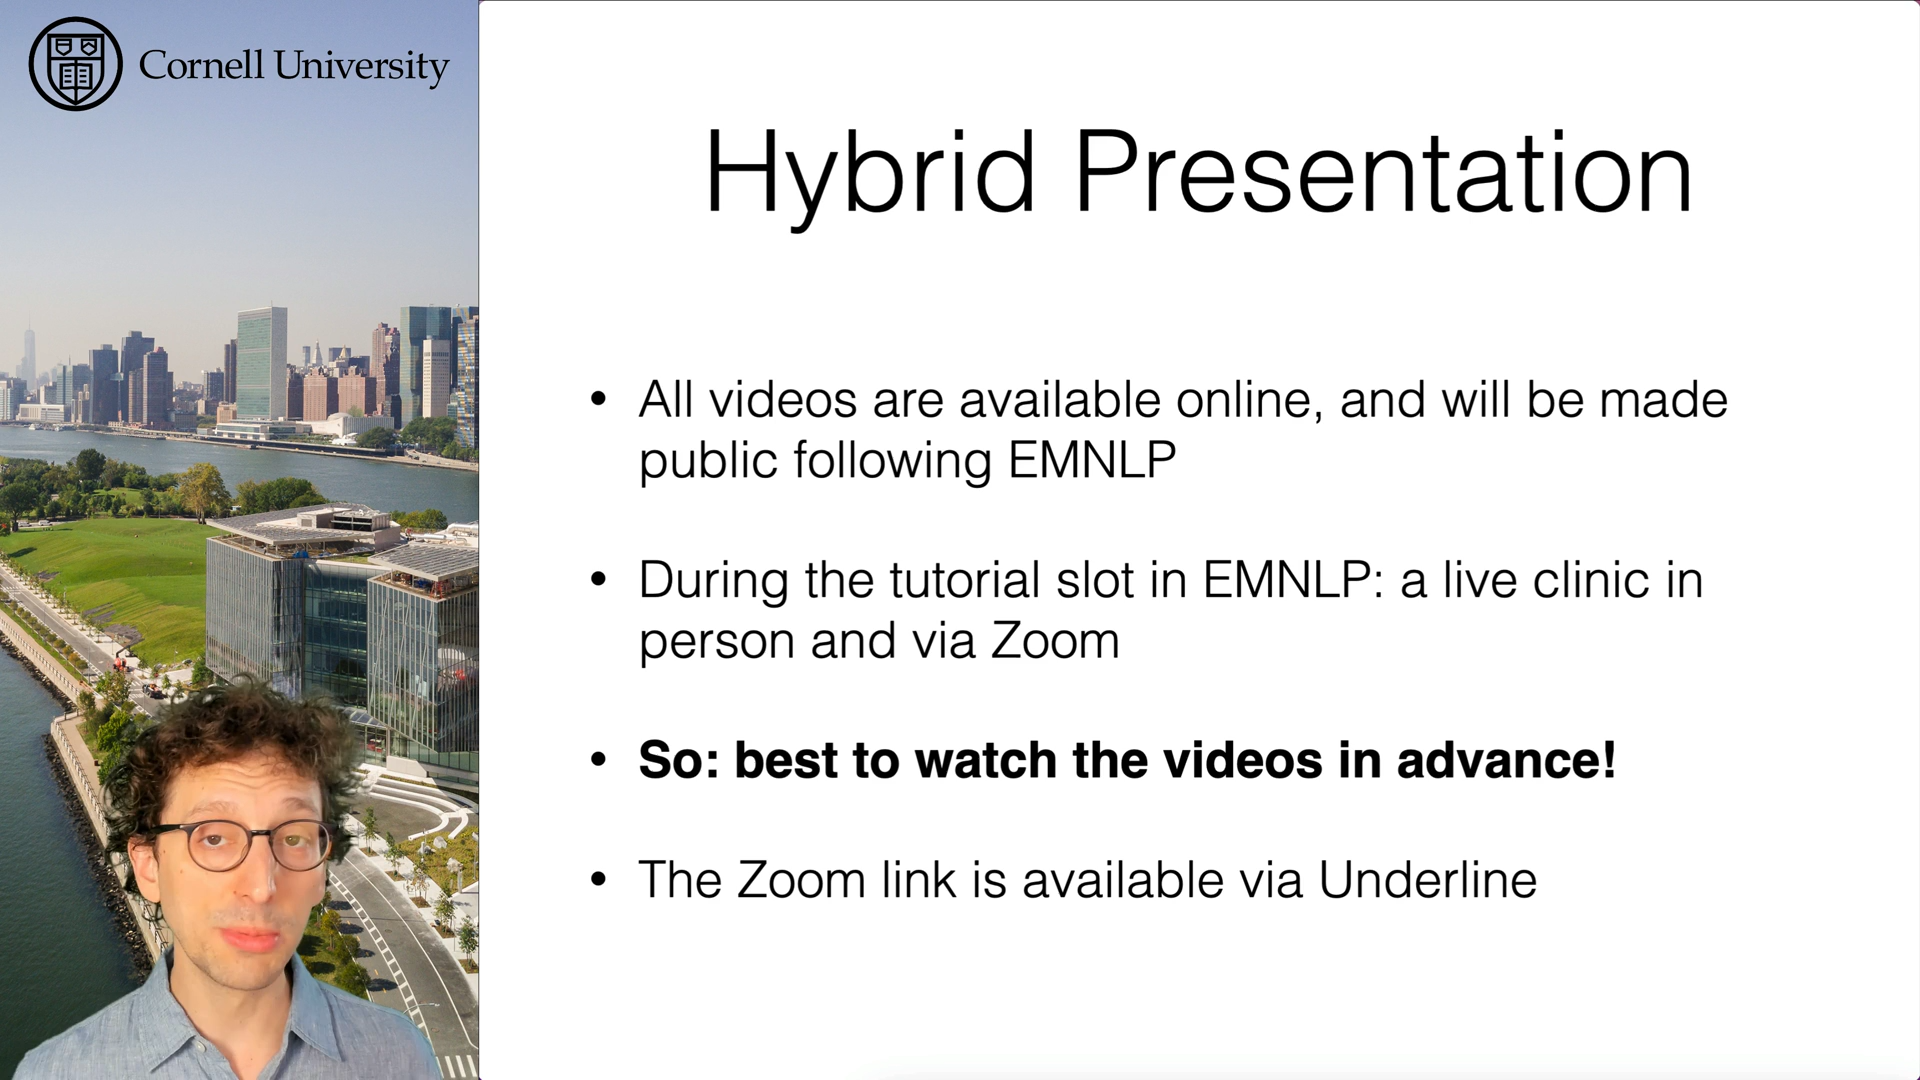 Cornell University
Hybrid Presentation
• All videos are available online, and will be made
public following EMNLP
• During the tutorial slot in EMNLP: a live clinic in
person and via Zoom
• So: best to watch the videos in advance!
• The Zoom link is available via Underline